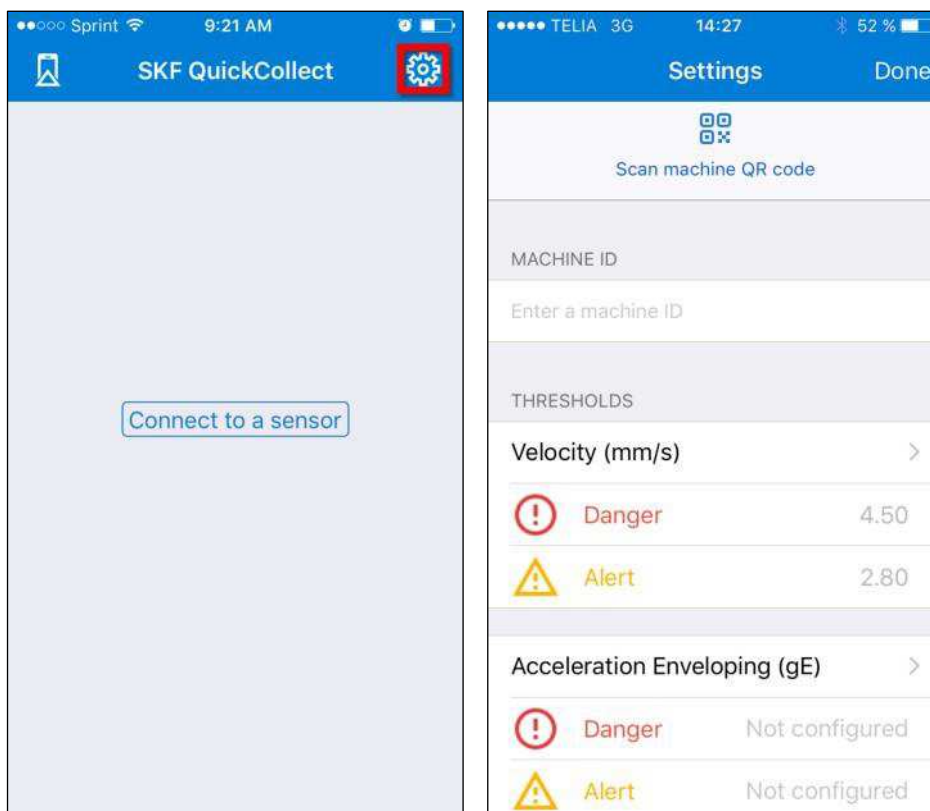 Sprint 9:21 AM
SKF QuickCollect
Connect to a sensor
TELIA 3G 14:27 52 %
Settings Done
Scan machine QR code
MACHINE ID
Enter a machine ID
THRESHOLDS
Velocity (mm/s)
Danger 4.50
Alert 2.80
Acceleration Enveloping (gE)
Danger Not configured
Alert Not configured